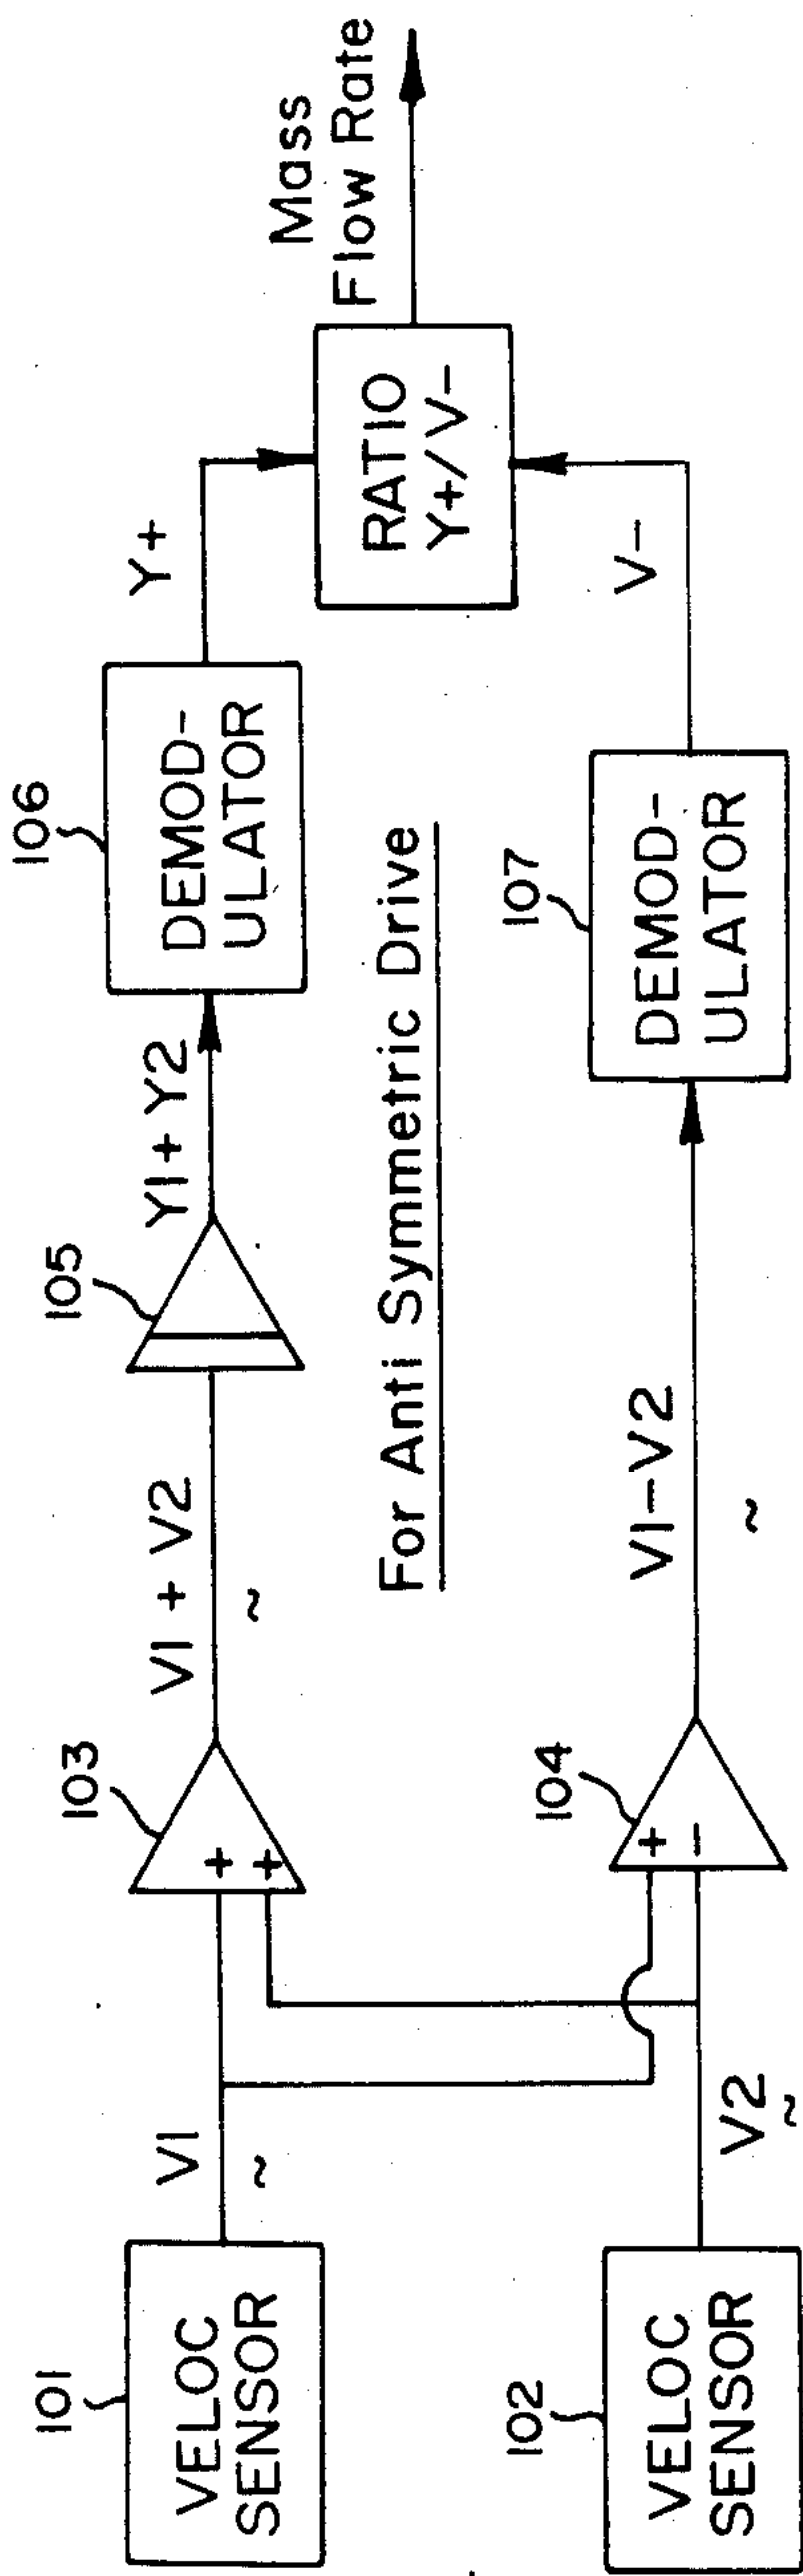 101
VELOC
SENSOR
V1
~
103
+
+
V1 + V2
~
105
Y1+ Y2
106
DEMOD-
ULATOR
Y+
RATIO
Y+/V-
Mass
Flow Rate
For Anti Symmetric Drive
102
VELOC
SENSOR
V2
~
104
+
-
V1-V2
~
107
DEMOD-
ULATOR
V-